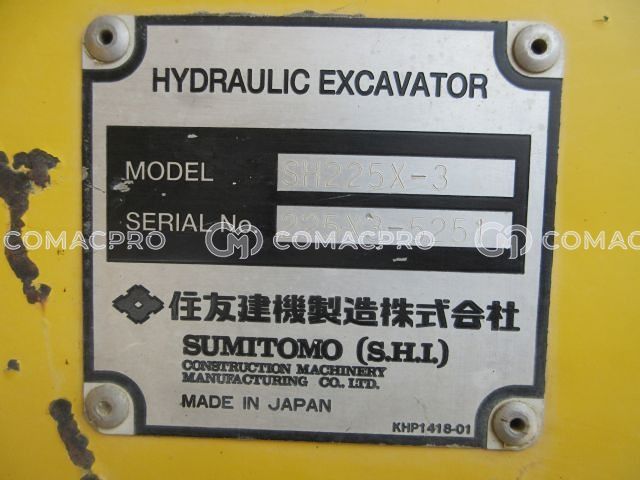 HYDRAULIC EXCAVATOR
MODEL SH225X-3
SERIAL No.
COMACPRO COMACPRO COMACPRO
住友建機製造株式会社
SUMITOMO (S.H.I.)
CONSTRUCTION MACHINERY
MANUFACTURING CO., LTD.
MADE IN JAPAN
KHP1418-01